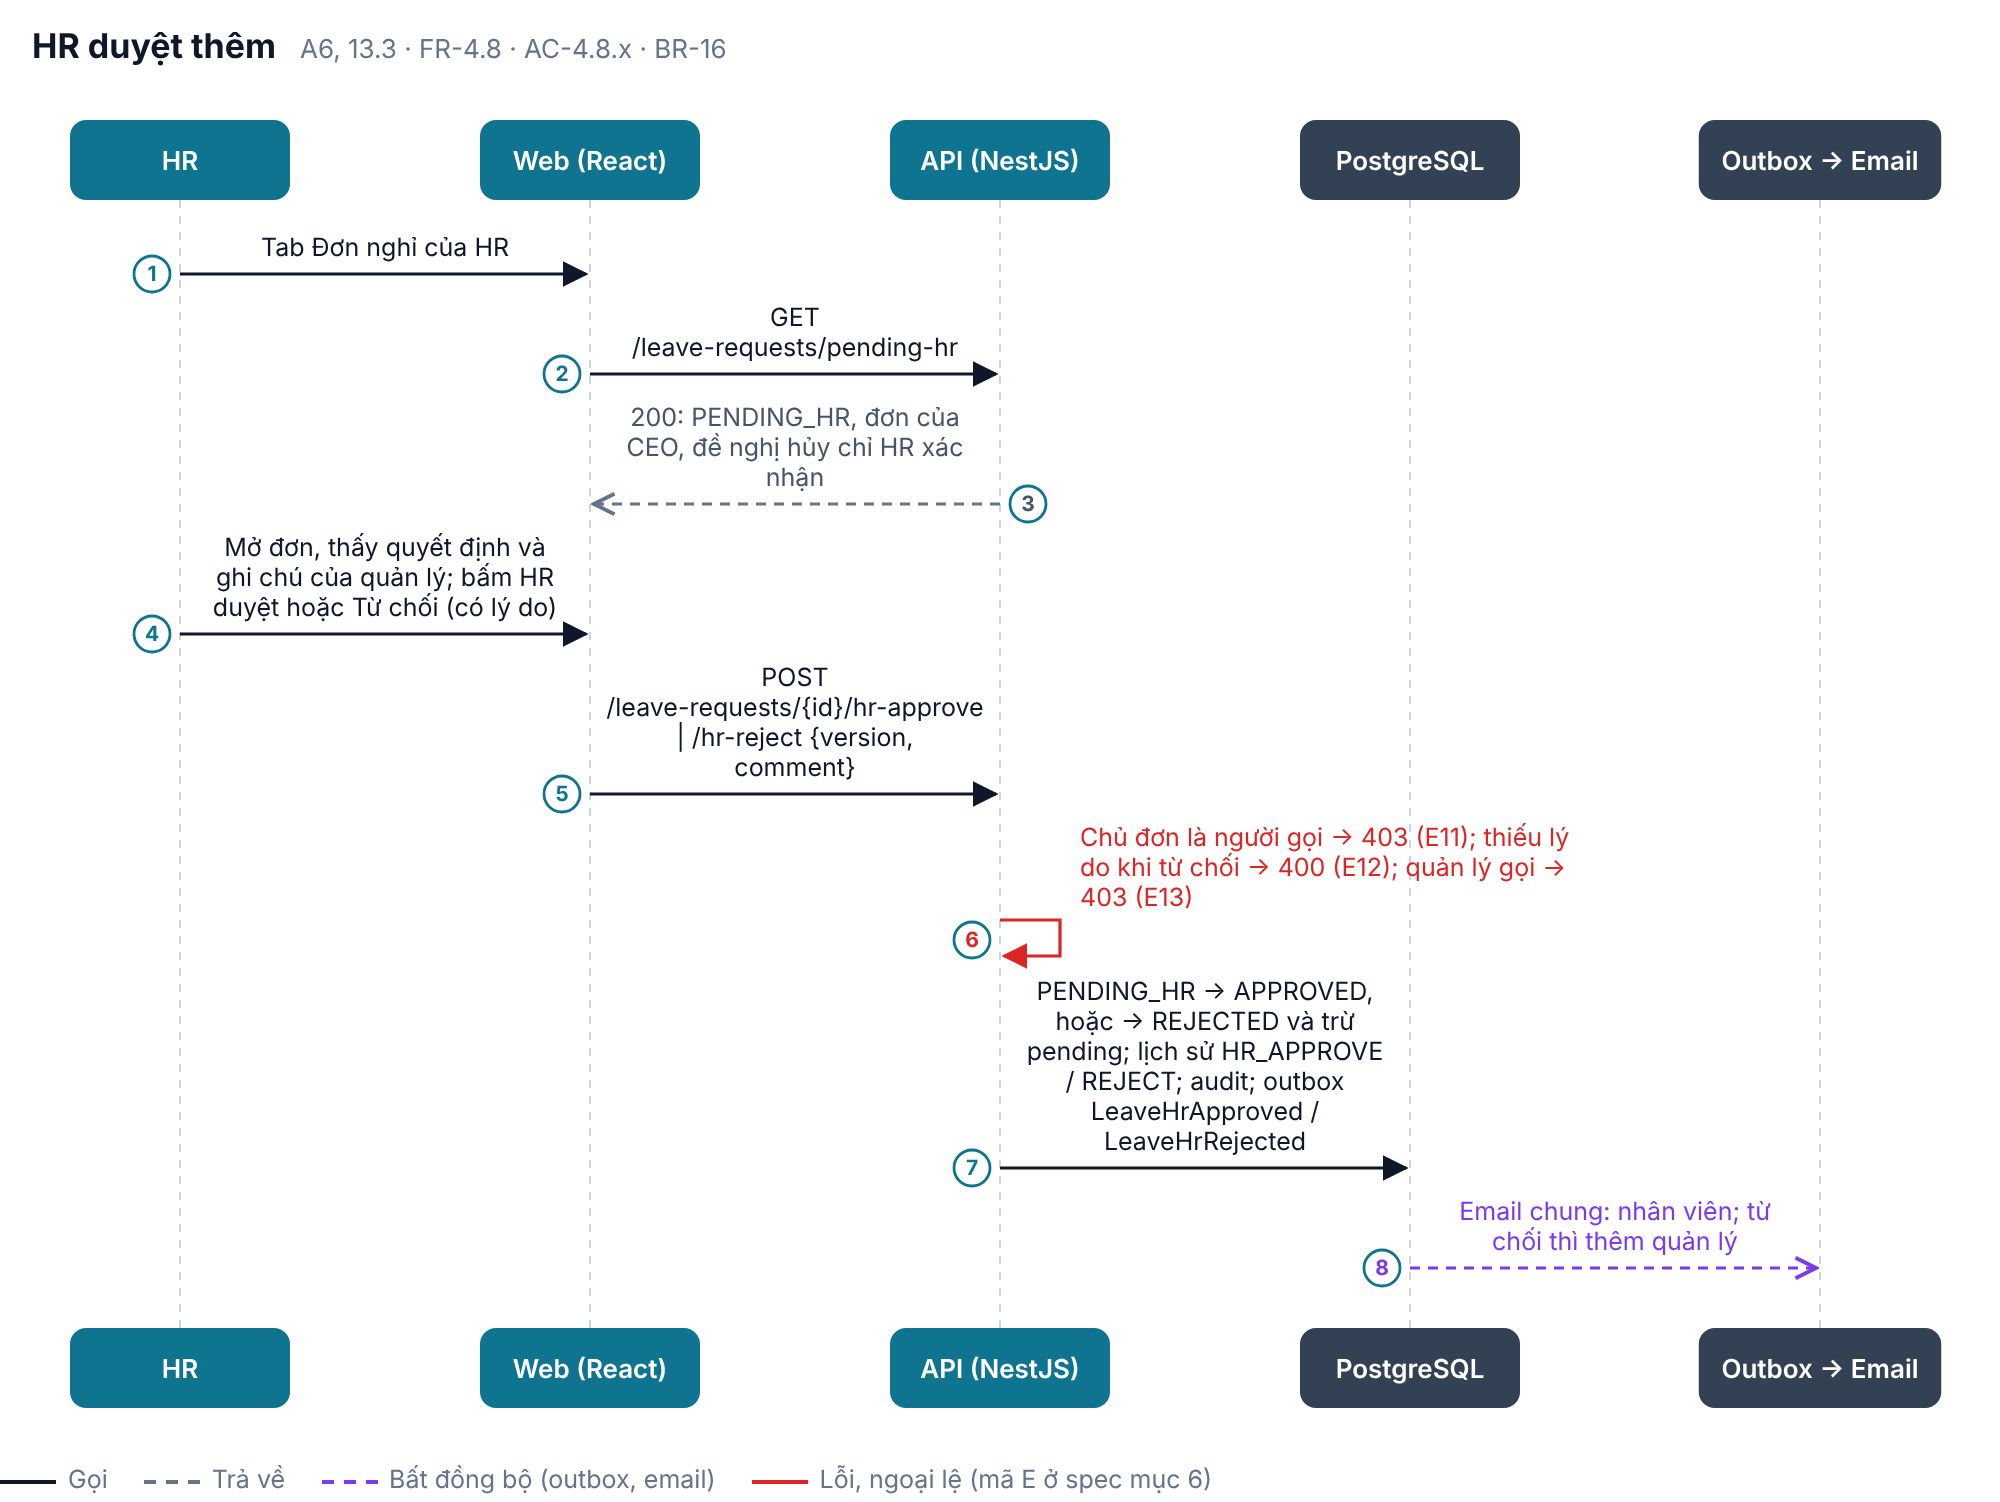 HR duyệt thêm A6, 13.3 · FR-4.8 · AC-4.8.x · BR-16
HR
Web (React)
API (NestJS)
PostgreSQL
Outbox → Email
Tab Đơn nghỉ của HR
1
GET
/leave-requests/pending-hr
2
200: PENDING_HR, đơn của
CEO, đề nghị hủy chỉ HR xác
nhận
3
Mở đơn, thấy quyết định và
ghi chú của quản lý; bấm HR
duyệt hoặc Từ chối (có lý do)
4
POST
/leave-requests/{id}/hr-approve
| /hr-reject {version,
comment}
5
Chủ đơn là người gọi → 403 (E11); thiếu lý
do khi từ chối → 400 (E12); quản lý gọi →
403 (E13)
6
PENDING_HR → APPROVED,
hoặc → REJECTED và trừ
pending; lịch sử HR_APPROVE
/ REJECT; audit; outbox
LeaveHrApproved /
LeaveHrRejected
7
Email chung: nhân viên; từ
chối thì thêm quản lý
8
HR
Web (React)
API (NestJS)
PostgreSQL
Outbox → Email
Gọi
Trả về
Bất đồng bộ (outbox, email)
Lỗi, ngoại lệ (mã E ở spec mục 6)